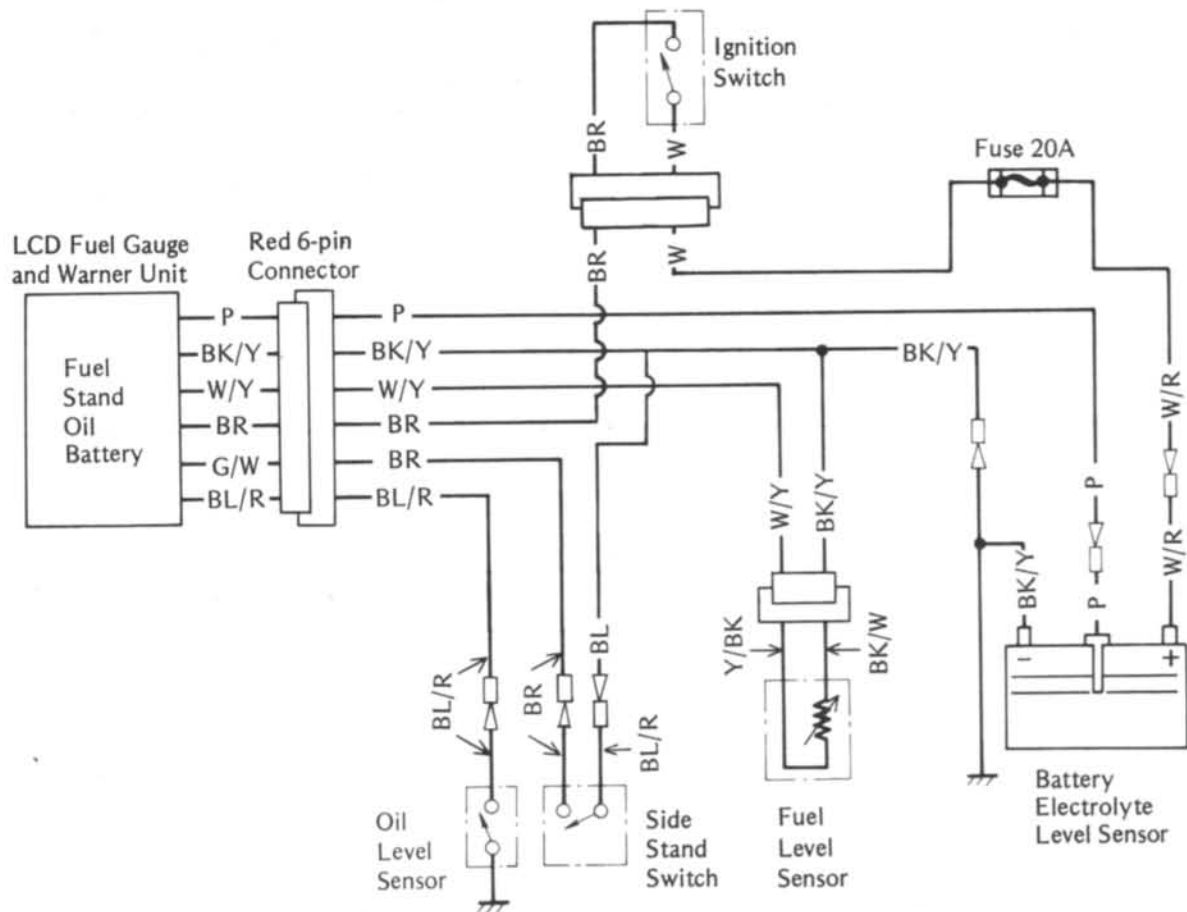 Ignition
Switch
BR
W
Fuse 20A
LCD Fuel Gauge
and Warner Unit
Red 6-pin
Connector
BR
W
P
P
BK/Y
BK/Y
BK/Y
Fuel
Stand
Oil
Battery
W/Y
W/Y
BR
BR
G/W
BR
BL/R
BL/R
W/R
P
W/R
W/Y
BK/Y
BK/Y
P
BL
Y/BK
BK/W
BL/R
BR
BL/R
- +
Oil
Level
Sensor
Side
Stand
Switch
Fuel
Level
Sensor
Battery
Electrolyte
Level Sensor